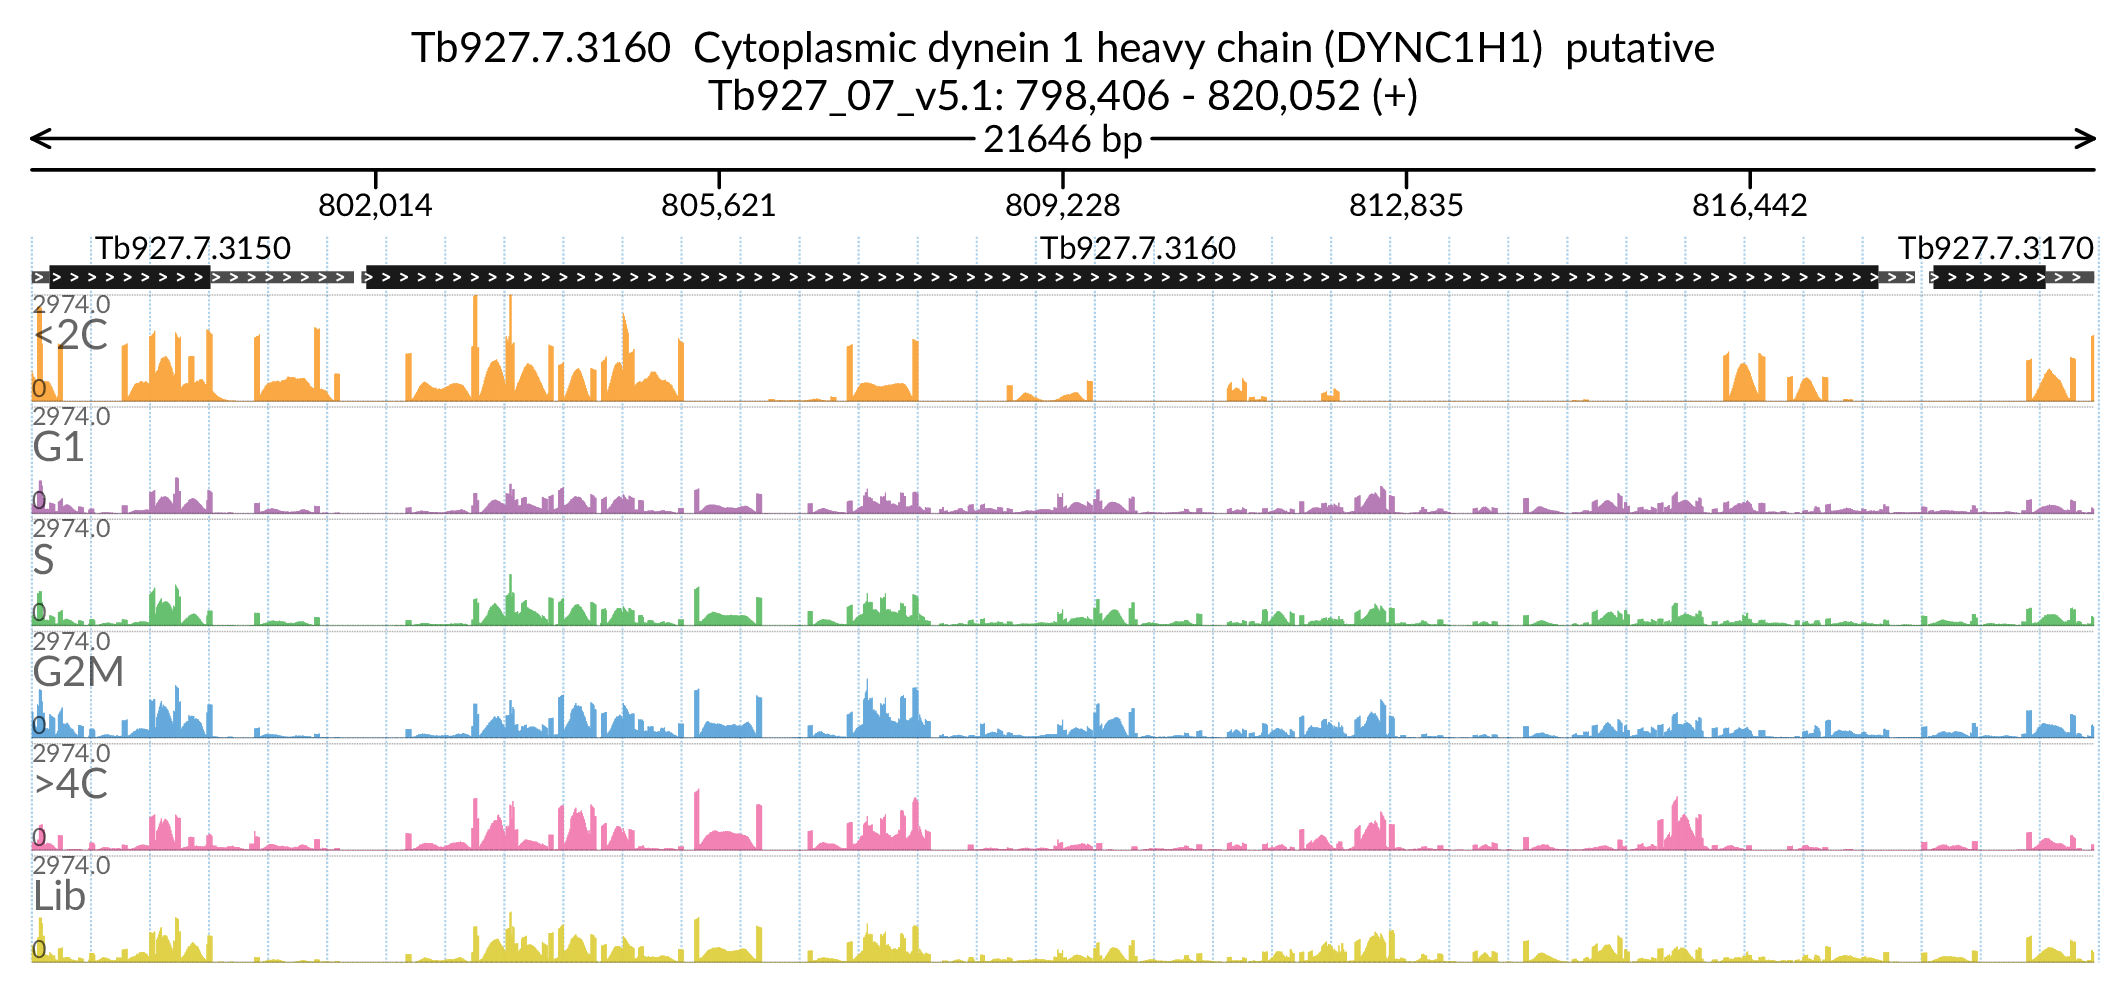 Tb927.7.3160  Cytoplasmic dynein 1 heavy chain (DYNC1H1)  putative
Tb927_07_v5.1: 798,406 - 820,052 (+)
21646 bp
802,014 805,621 809,228 812,835 816,442
Tb927.7.3150 Tb927.7.3160 Tb927.7.3170
2974.0
<2C
0
2974.0
G1
0
2974.0
S
0
2974.0
G2M
0
2974.0
>4C
0
2974.0
Lib
0